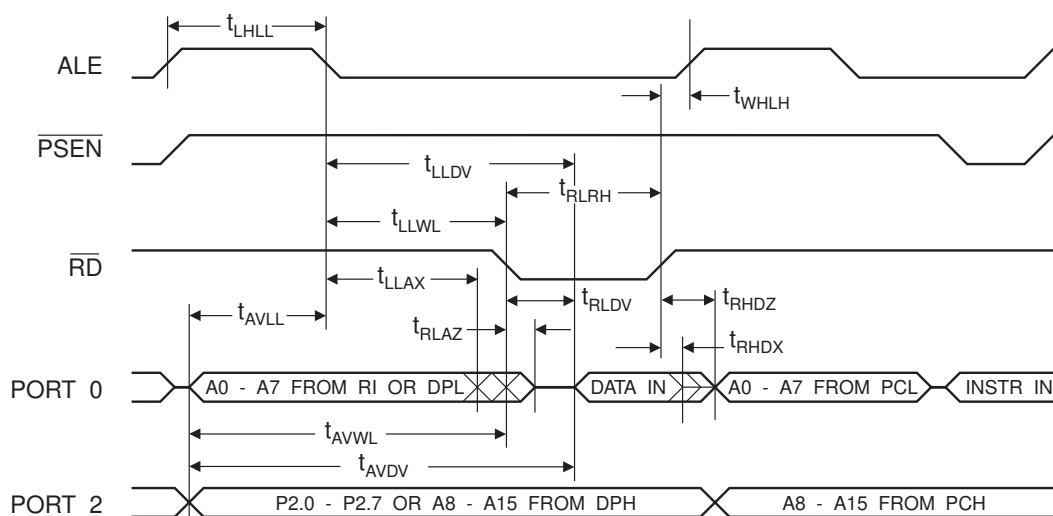 tLHLL
ALE
tWHLH
PSEN
tLLDV
tRLRH
tLLWL
RD
tLLAX
tRLDV
tRHDZ
tAVLL
tRLAZ
tRHDX
PORT 0
A0 - A7 FROM RI OR DPL
DATA IN
A0 - A7 FROM PCL
INSTR IN
tAVWL
tAVDV
PORT 2
P2.0 - P2.7 OR A8 - A15 FROM DPH
A8 - A15 FROM PCH